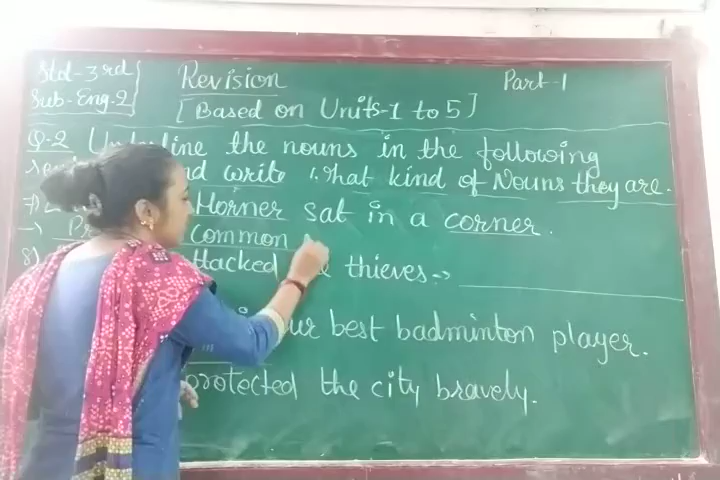 Std-3rd
Sub-Eng.2
Revision
Part-1
[Based on Units-1 to 5]
Q-2 Underline the nouns in the following
and write what kind of Nouns they are.
7) Horner sat in a corner.
→ common
8) attacked the thieves.→
our best badminton player.
protected the city bravely.